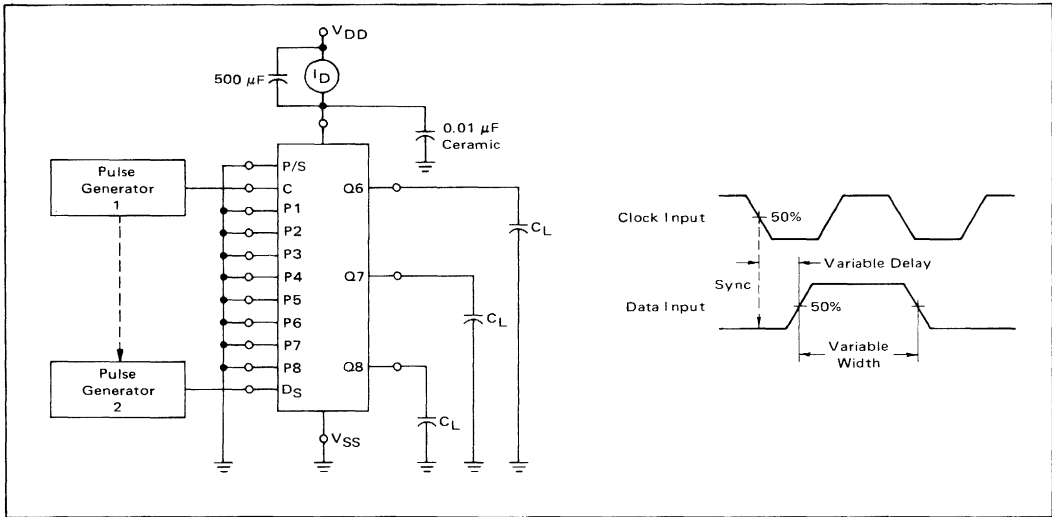 VDD
500 μF
ID
0.01 μF
Ceramic
Pulse
Generator
1
Pulse
Generator
2
P/S
C
P1
P2
P3
P4
P5
P6
P7
P8
DS
Q6
Q7
Q8
CL
CL
CL
VSS
Clock Input
50%
Variable Delay
Sync
Data Input
50%
Variable
Width